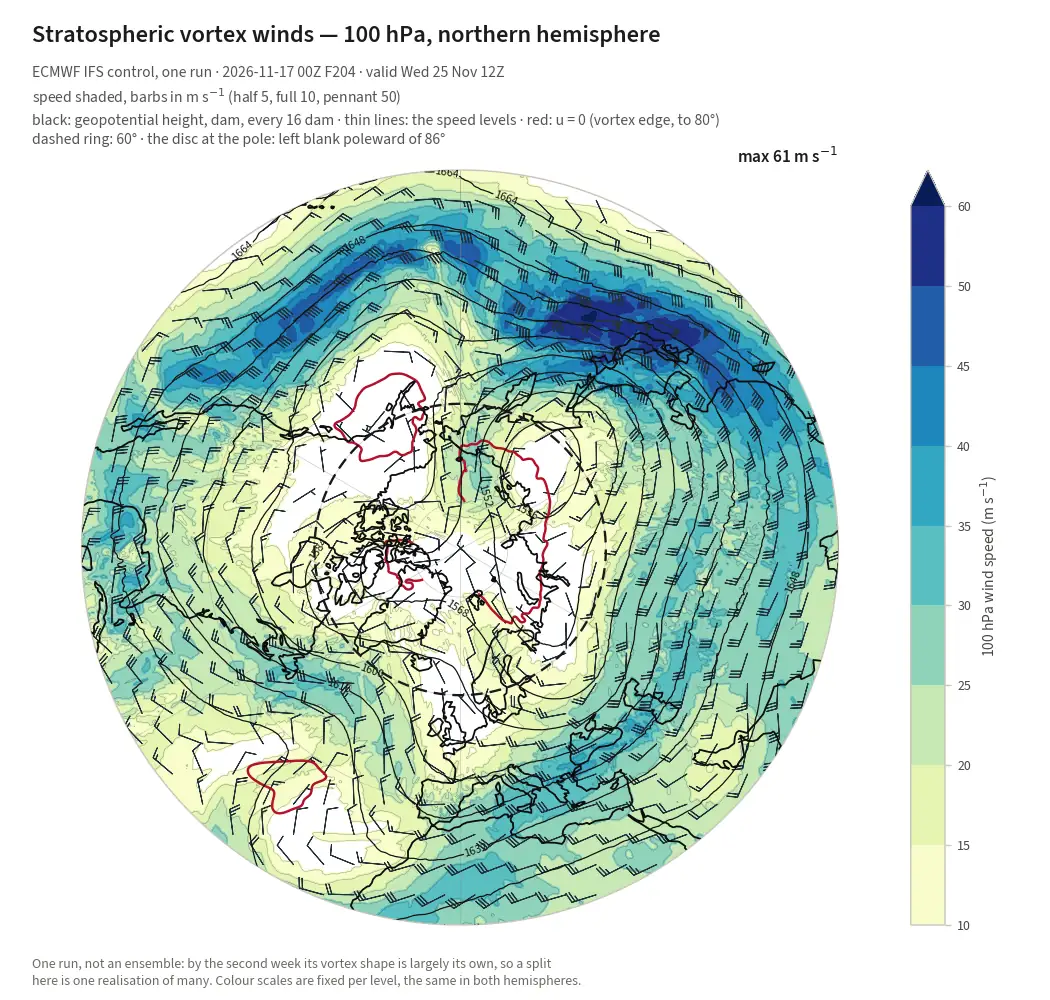 Stratospheric vortex winds — 100 hPa, northern hemisphere
ECMWF IFS control, one run · 2026-11-17 00Z F204 · valid Wed 25 Nov 12Z
speed shaded, barbs in m s⁻¹ (half 5, full 10, pennant 50)
black: geopotential height, dam, every 16 dam · thin lines: the speed levels · red: u = 0 (vortex edge, to 80°)
dashed ring: 60° · the disc at the pole: left blank poleward of 86°
max 61 m s⁻¹
1664
1664
1664
1648
60
50
45
40
35
30
25
20
15
10
100 hPa wind speed (m s⁻¹)
1552
1568
One run, not an ensemble: by the second week its vortex shape is largely its own, so a split
here is one realisation of many. Colour scales are fixed per level, the same in both hemispheres.